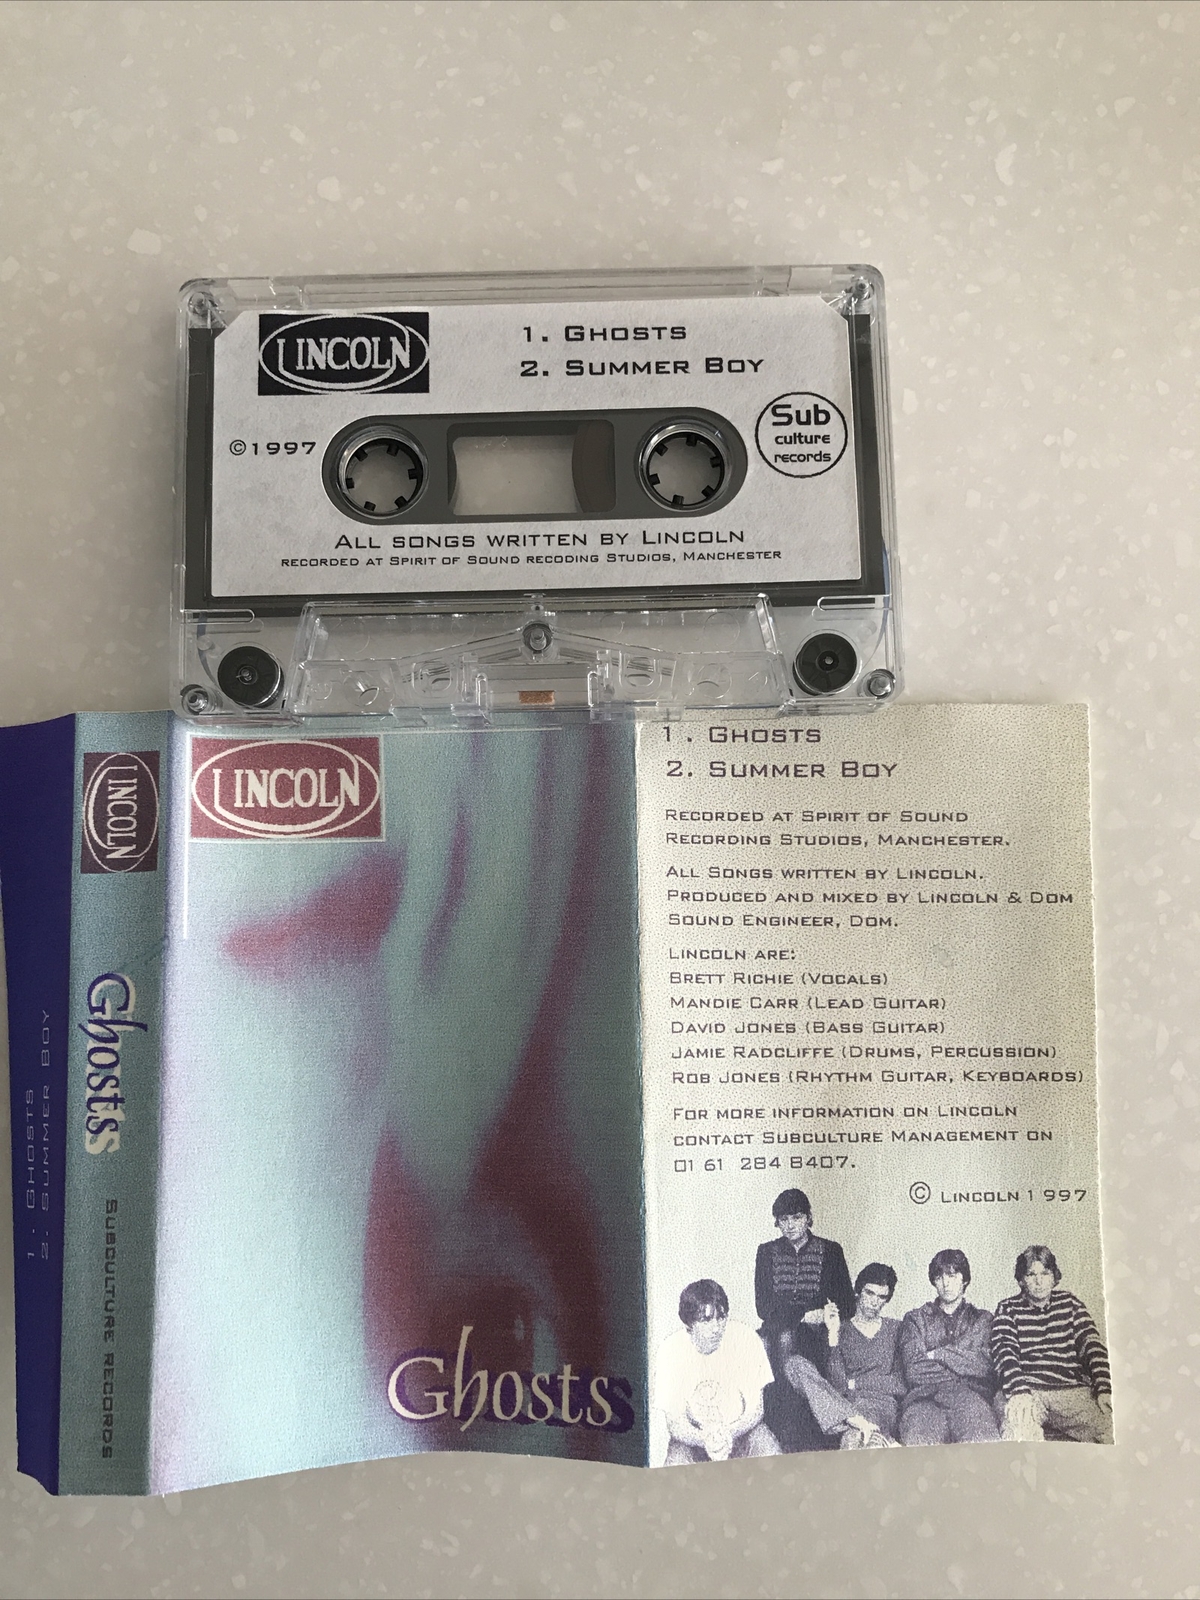 LINCOLN
1. Ghosts
2. Summer Boy
©1997
Sub
culture
records
All songs written by Lincoln
recorded at Spirit of Sound recoding Studios, Manchester
1. Ghosts
2. Summer Boy
LINCOLN
Ghosts
Subculture records
LINCOLN
Ghosts
1. Ghosts
2. Summer Boy
Recorded at Spirit of Sound
Recording Studios, Manchester.
All Songs written by Lincoln.
Produced and mixed by Lincoln & Dom
Sound Engineer, Dom.
Lincoln are:
Brett Richie (Vocals)
Mandie Carr (Lead Guitar)
David Jones (Bass Guitar)
Jamie Radcliffe (Drums, Percussion)
Rob Jones (Rhythm Guitar, Keyboards)
For more information on Lincoln
contact Subculture Management on
0161 284 8407.
© Lincoln 1997